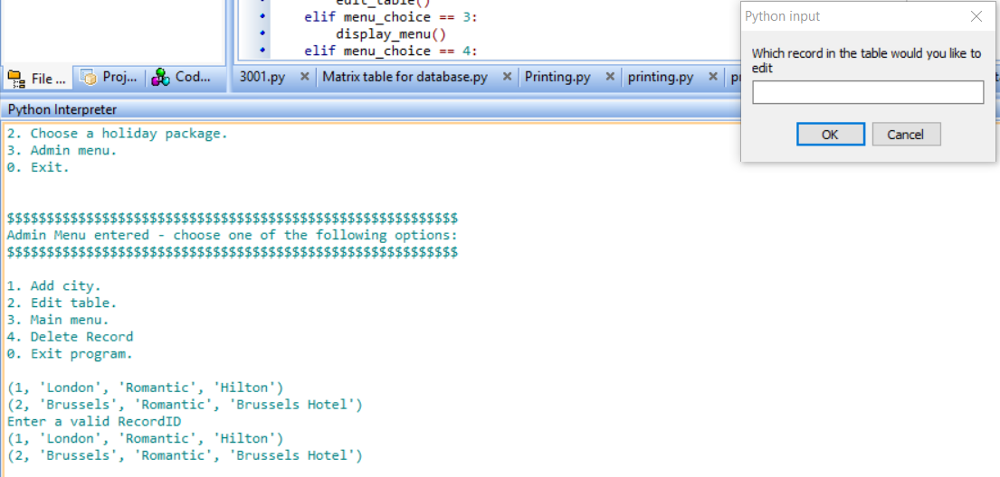 edit_table()
elif menu_choice == 3:
display_menu()
elif menu_choice == 4:
File ... Proj... Cod... 3001.py Matrix table for database.py Printing.py printing.py
Python Interpreter
2. Choose a holiday package.
3. Admin menu.
0. Exit.
$$$$$$$$$$$$$$$$$$$$$$$$$$$$$$$$$$$$$$$$$$$$$$$$$$$$$$$$
Admin Menu entered - choose one of the following options:
$$$$$$$$$$$$$$$$$$$$$$$$$$$$$$$$$$$$$$$$$$$$$$$$$$$$$$$$
1. Add city.
2. Edit table.
3. Main menu.
4. Delete Record
0. Exit program.
(1, 'London', 'Romantic', 'Hilton')
(2, 'Brussels', 'Romantic', 'Brussels Hotel')
Enter a valid RecordID
(1, 'London', 'Romantic', 'Hilton')
(2, 'Brussels', 'Romantic', 'Brussels Hotel')
Python input
Which record in the table would you like to
edit
OK Cancel